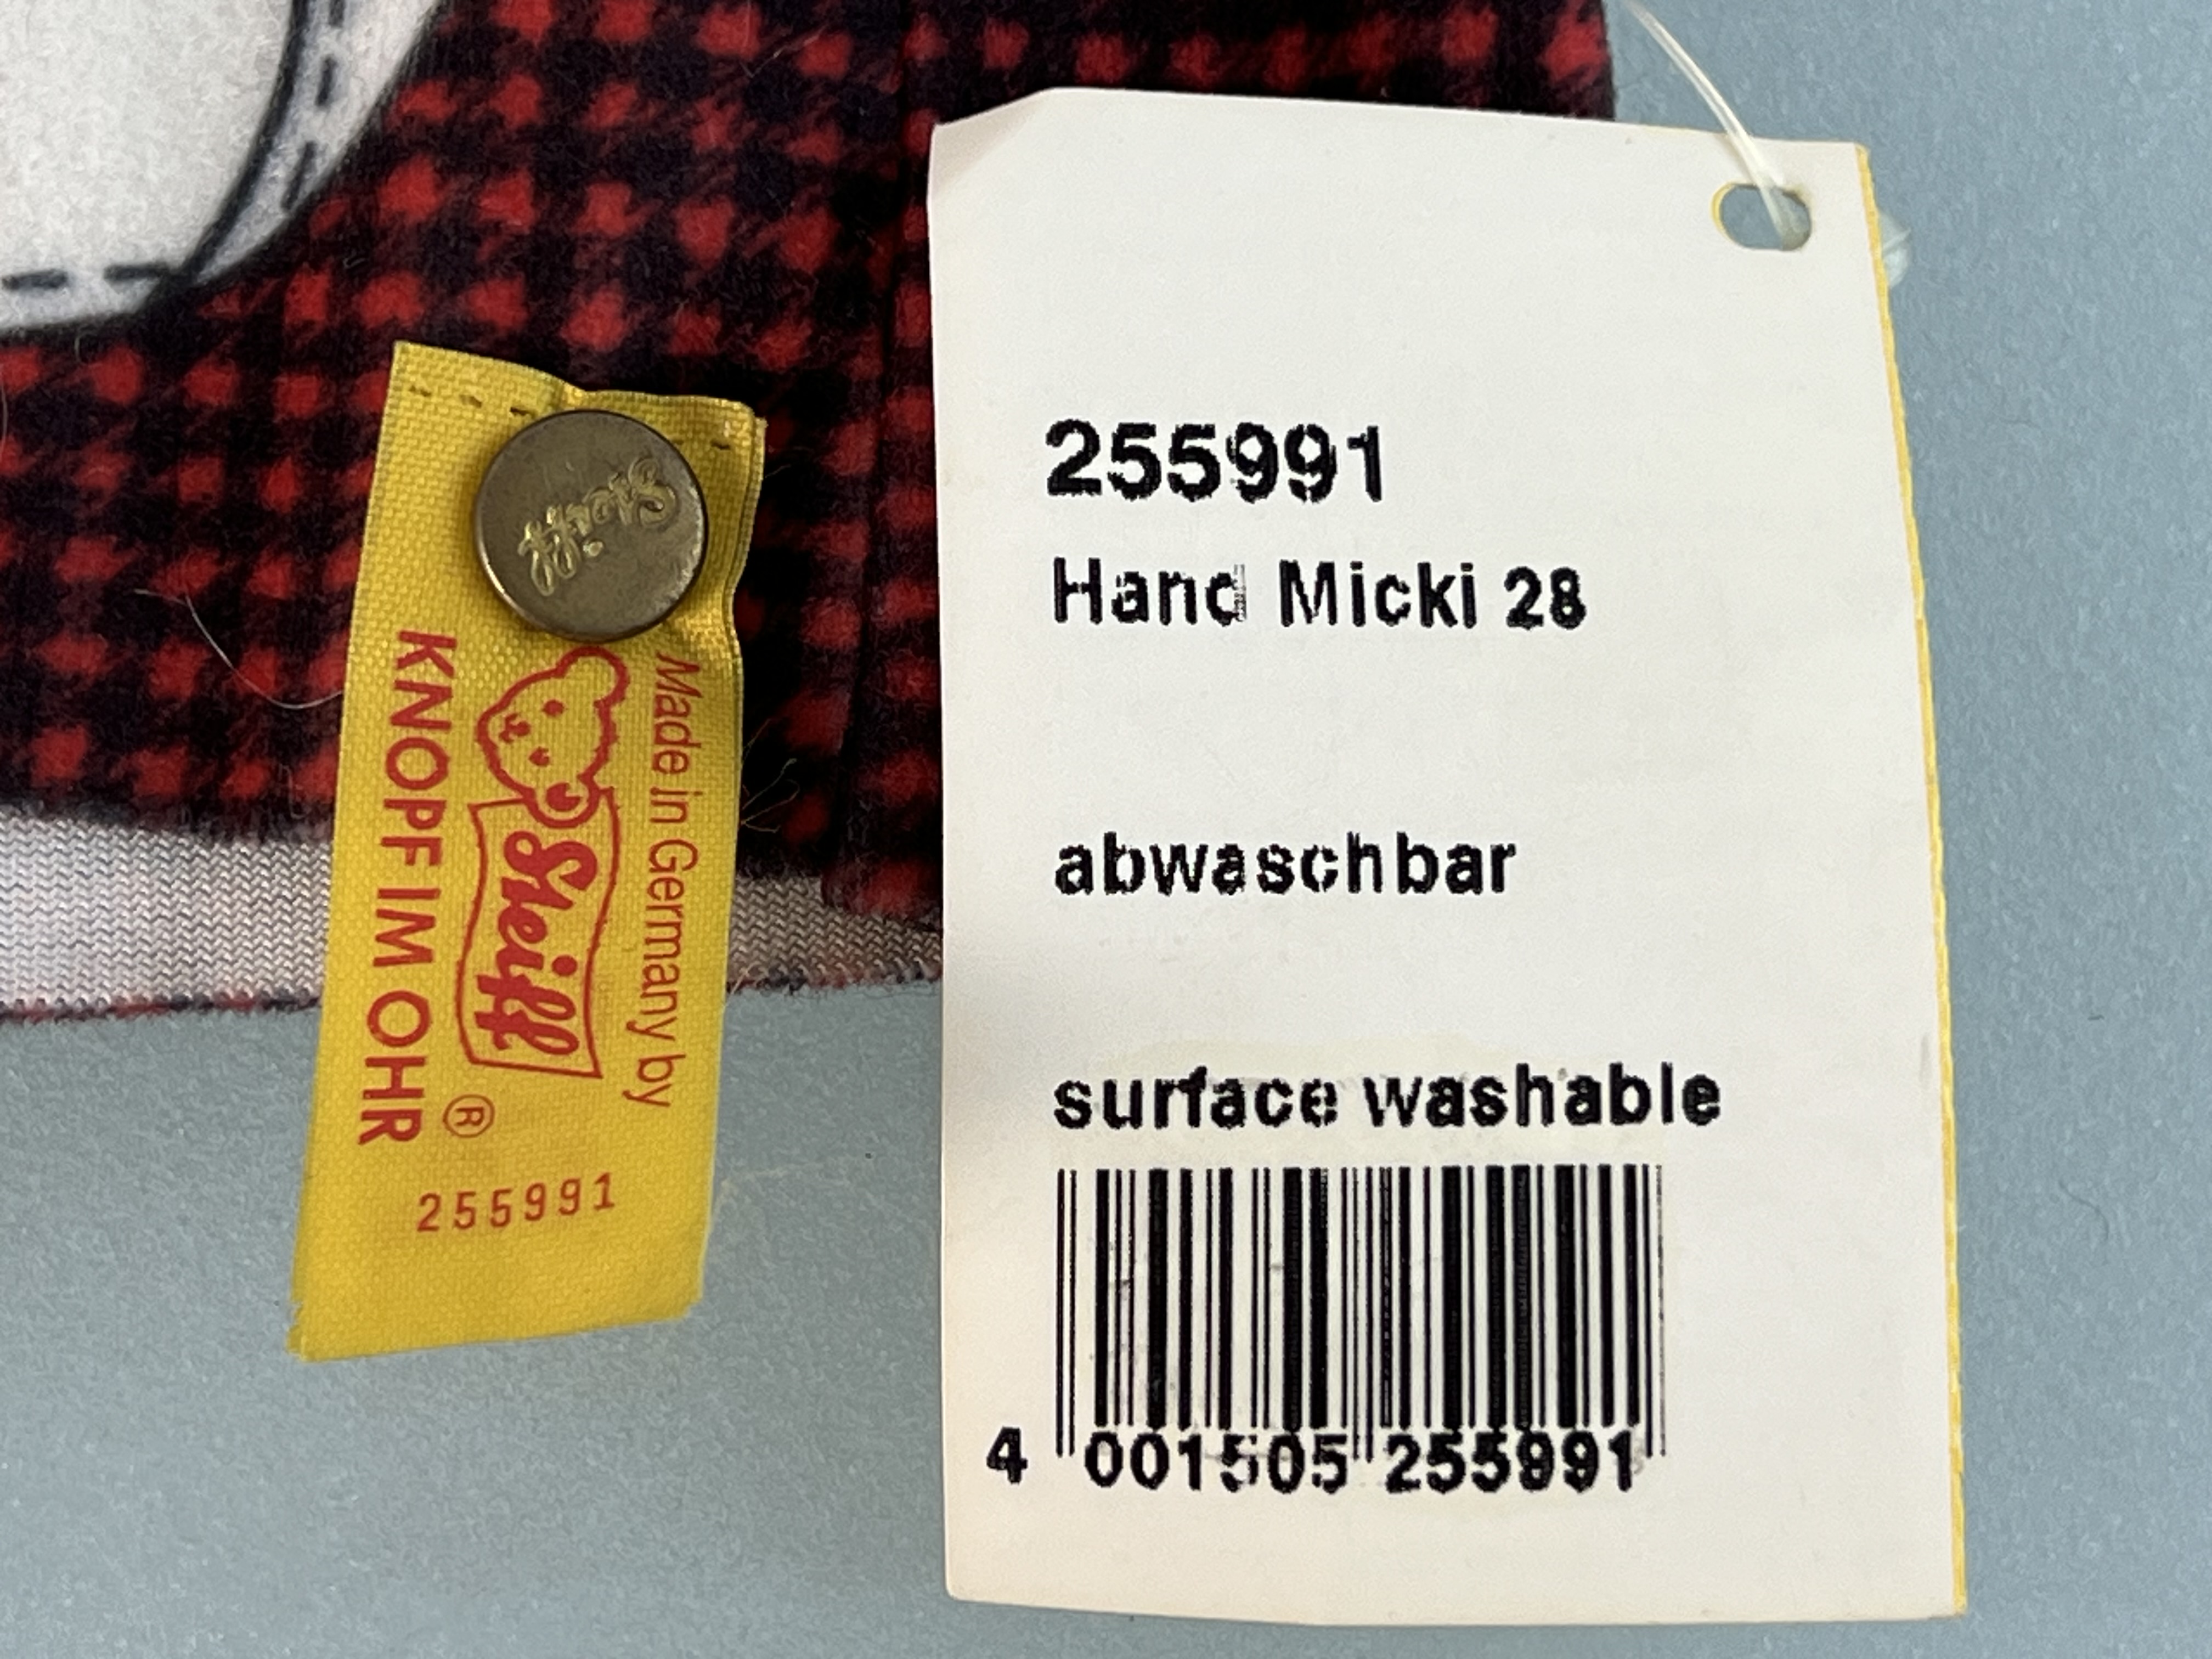 Steiff
Made in Germany by
Steiff
KNOPF IM OHR
®
255991
255991
Hand Micki 28
abwaschbar
surface washable
4 001505 255991